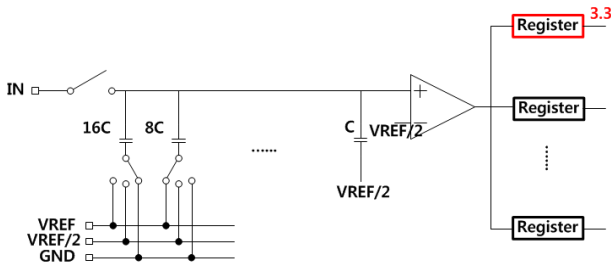 3.3
Register
IN
16C
8C
......
C
VREF/2
VREF/2
Register
VREF
VREF/2
GND
Register